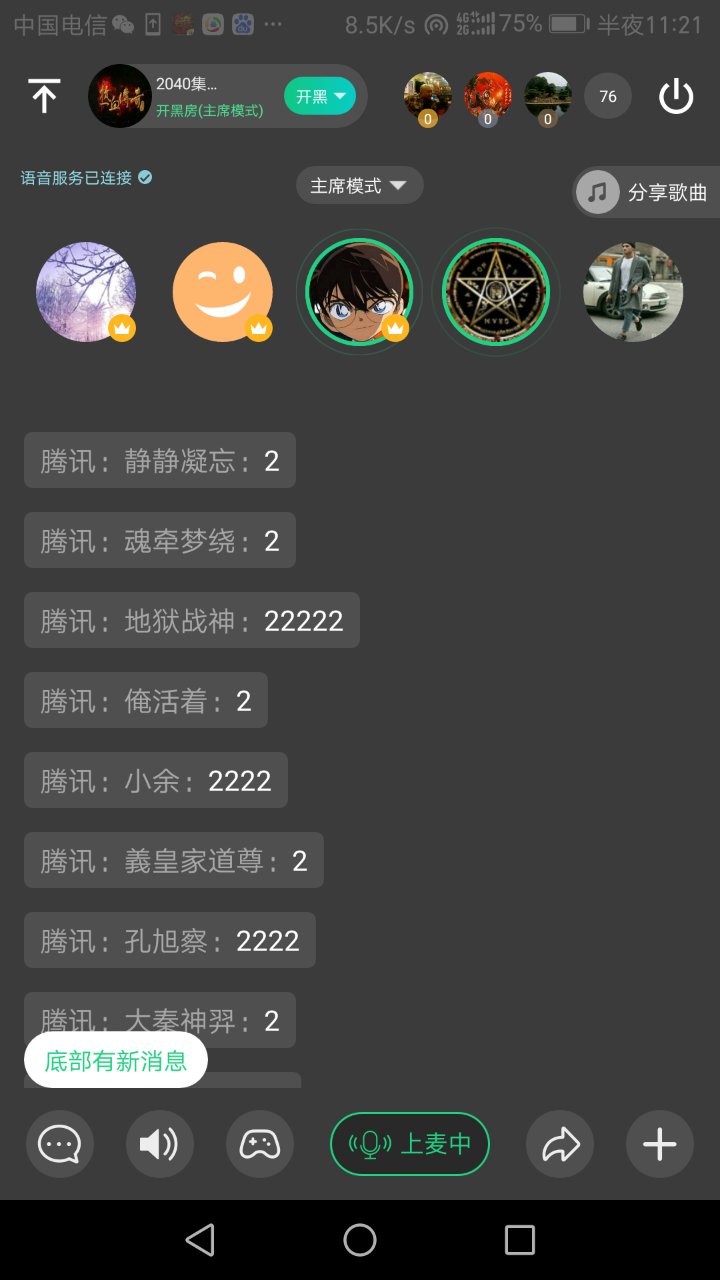 中国电信 ... 8.5K/s 4G 2G 75% 半夜11:21
2040集...
开黑房(主席模式)
开黑
0
0
0
76
语音服务已连接
主席模式
分享歌曲
腾讯：静静凝忘：2
腾讯：魂牵梦绕：2
腾讯：地狱战神：22222
腾讯：俺活着：2
腾讯：小余：2222
腾讯：義皇家道尊：2
腾讯：孔旭察：2222
腾讯：大秦神羿：2
底部有新消息
上麦中